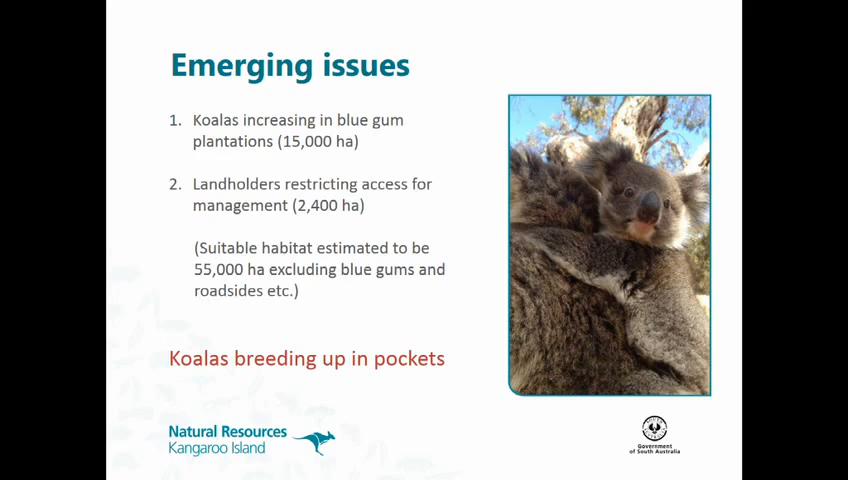 Emerging issues
1. Koalas increasing in blue gum
plantations (15,000 ha)
2. Landholders restricting access for
management (2,400 ha)
(Suitable habitat estimated to be
55,000 ha excluding blue gums and
roadsides etc.)
Koalas breeding up in pockets
Natural Resources
Kangaroo Island
Government
of South Australia